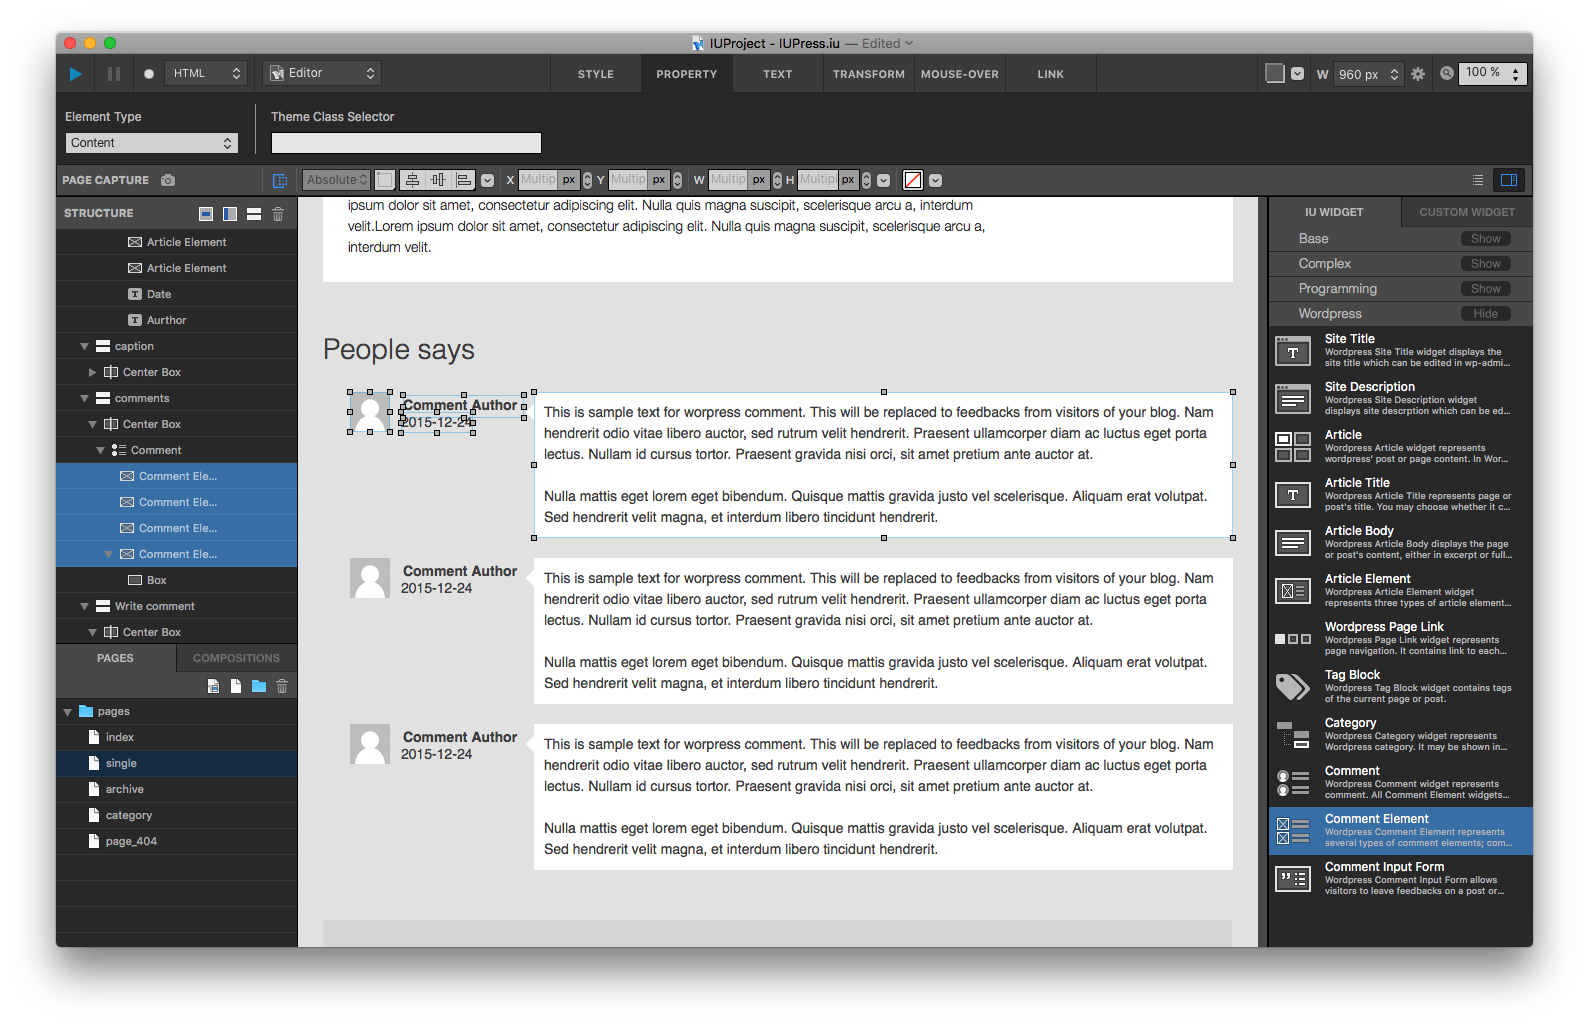 IUProject - IUPress.iu — Edited
HTML
Editor
STYLE
PROPERTY
TEXT
TRANSFORM
MOUSE-OVER
LINK
W
960 px
100 %
Element Type
Content
Theme Class Selector
PAGE CAPTURE
Absolute
X
Multip
px
Y
Multip
px
W
Multip
px
H
Multipl
px
STRUCTURE
Article Element
Article Element
Date
Aurthor
caption
Center Box
comments
Center Box
Comment
Comment Ele...
Comment Ele...
Comment Ele...
Comment Ele...
Box
Write comment
Center Box
PAGES
COMPOSITIONS
pages
index
single
archive
category
page_404
ipsum dolor sit amet, consectetur adipiscing elit. Nulla quis magna suscipit, scelerisque arcu a, interdum
velit.Lorem ipsum dolor sit amet, consectetur adipiscing elit. Nulla quis magna suscipit, scelerisque arcu a,
interdum velit.
People says
Comment Author
2015-12-24
This is sample text for worpress comment. This will be replaced to feedbacks from visitors of your blog. Nam
hendrerit odio vitae libero auctor, sed rutrum velit hendrerit. Praesent ullamcorper diam ac luctus eget porta
lectus. Nullam id cursus tortor. Praesent gravida nisi orci, sit amet pretium ante auctor at.
Nulla mattis eget lorem eget bibendum. Quisque mattis gravida justo vel scelerisque. Aliquam erat volutpat.
Sed hendrerit velit magna, et interdum libero tincidunt hendrerit.
Comment Author
2015-12-24
This is sample text for worpress comment. This will be replaced to feedbacks from visitors of your blog. Nam
hendrerit odio vitae libero auctor, sed rutrum velit hendrerit. Praesent ullamcorper diam ac luctus eget porta
lectus. Nullam id cursus tortor. Praesent gravida nisi orci, sit amet pretium ante auctor at.
Nulla mattis eget lorem eget bibendum. Quisque mattis gravida justo vel scelerisque. Aliquam erat volutpat.
Sed hendrerit velit magna, et interdum libero tincidunt hendrerit.
Comment Author
2015-12-24
This is sample text for worpress comment. This will be replaced to feedbacks from visitors of your blog. Nam
hendrerit odio vitae libero auctor, sed rutrum velit hendrerit. Praesent ullamcorper diam ac luctus eget porta
lectus. Nullam id cursus tortor. Praesent gravida nisi orci, sit amet pretium ante auctor at.
Nulla mattis eget lorem eget bibendum. Quisque mattis gravida justo vel scelerisque. Aliquam erat volutpat.
Sed hendrerit velit magna, et interdum libero tincidunt hendrerit.
IU WIDGET
CUSTOM WIDGET
Base
Show
Complex
Show
Programming
Show
Wordpress
Hide
Site Title
Wordpress Site Title widget displays the
site title which can be edited in wp-admi...
Site Description
Wordpress Site Description widget
displays site descrption which can be ed...
Article
Wordpress Article widget represents
wordpress' post or page content. In Wor...
Article Title
Wordpress Article Title represents page or
post's title. You may choose whether it c...
Article Body
Wordpress Article Body displays the page
or post's content, either in excerpt or full...
Article Element
Wordpress Article Element widget
represents three types of article element...
Wordpress Page Link
Wordpress Page Link widget represents
page navigation. It contains link to each...
Tag Block
Wordpress Tag Block widget contains tags
of the current page or post.
Category
Wordpress Category widget represents
Wordpress category. It may be shown in...
Comment
Wordpress Comment widget represents
comment. All Comment Element widgets...
Comment Element
Wordpress Comment Element represents
several types of comment elements; com...
Comment Input Form
Wordpress Comment Input Form allows
visitors to leave feedbacks on a post or...